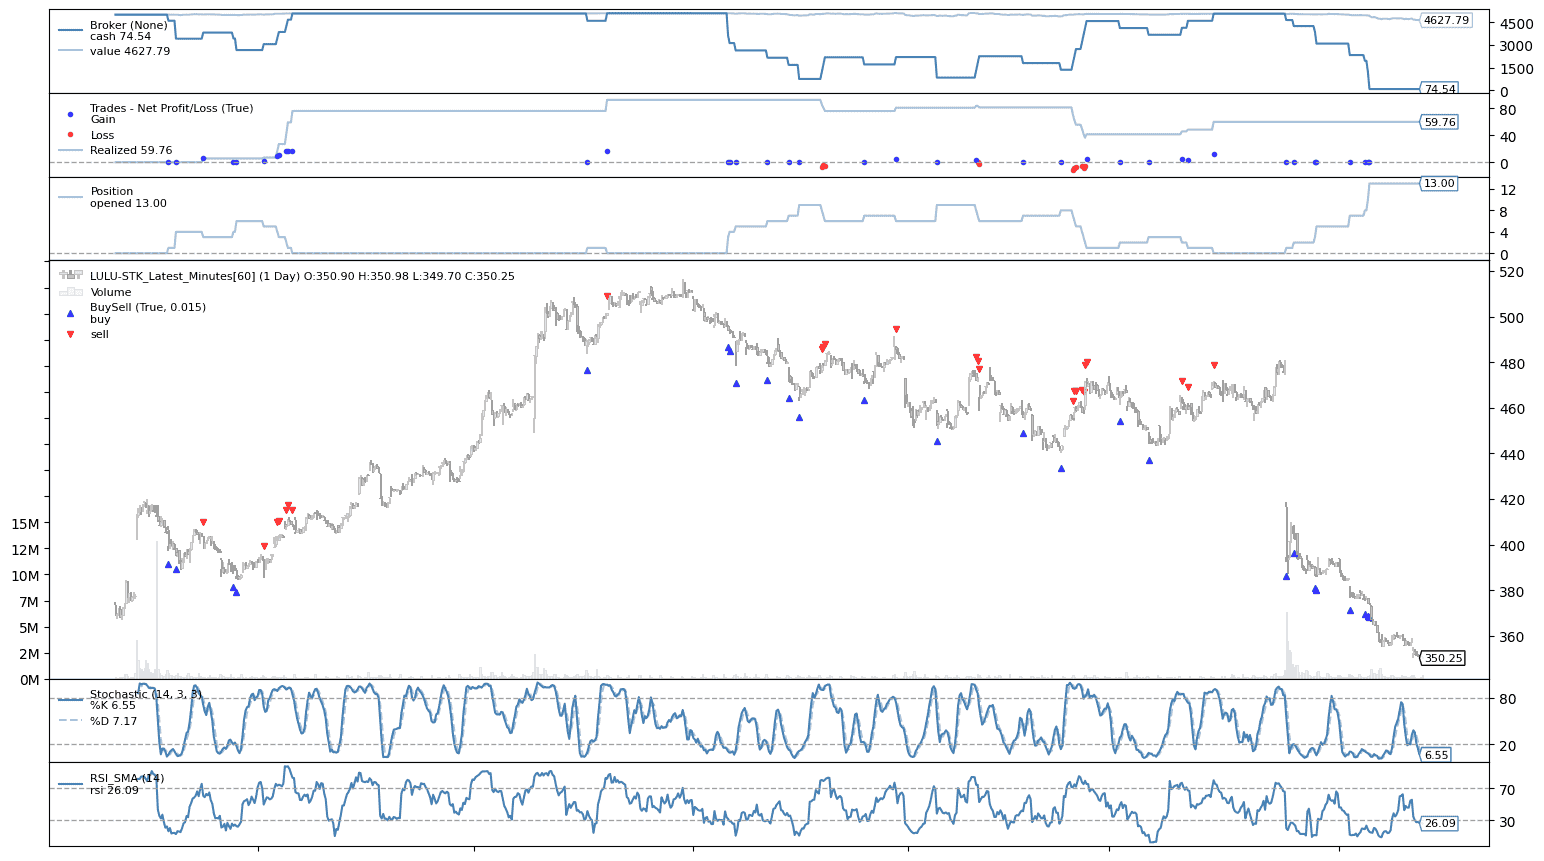 Broker (None)
cash 74.54
value 4627.79
4627.79
4500
3000
1500
74.54
0
Trades - Net Profit/Loss (True)
Gain
Loss
Realized 59.76
80
59.76
40
0
Position
opened 13.00
13.00
12
8
4
0
LULU-STK_Latest_Minutes[60] (1 Day) O:350.90 H:350.98 L:349.70 C:350.25
Volume
BuySell (True, 0.015)
buy
sell
520
500
480
460
440
420
400
380
360
350.25
15M
12M
10M
7M
5M
2M
0M
Stochastic (14, 3, 3)
%K 6.55
%D 7.17
80
20
6.55
RSI_SMA (14)
rsi 26.09
70
30
26.09